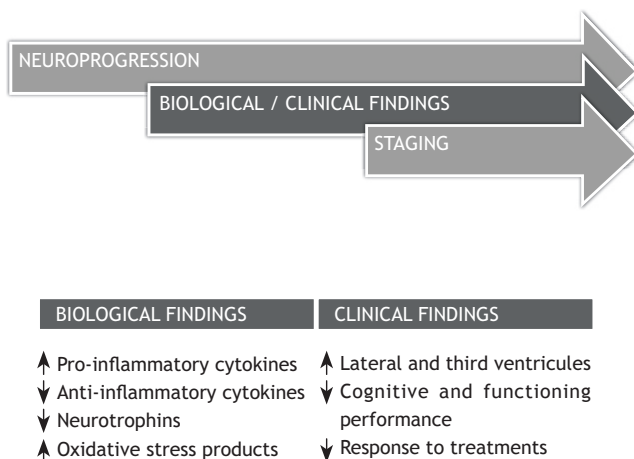 NEUROPROGRESSION
BIOLOGICAL / CLINICAL FINDINGS
STAGING
BIOLOGICAL FINDINGS
Pro-inflammatory cytokines
Anti-inflammatory cytokines
Neurotrophins
Oxidative stress products
CLINICAL FINDINGS
Lateral and third ventricules
Cognitive and functioning
performance
Response to treatments